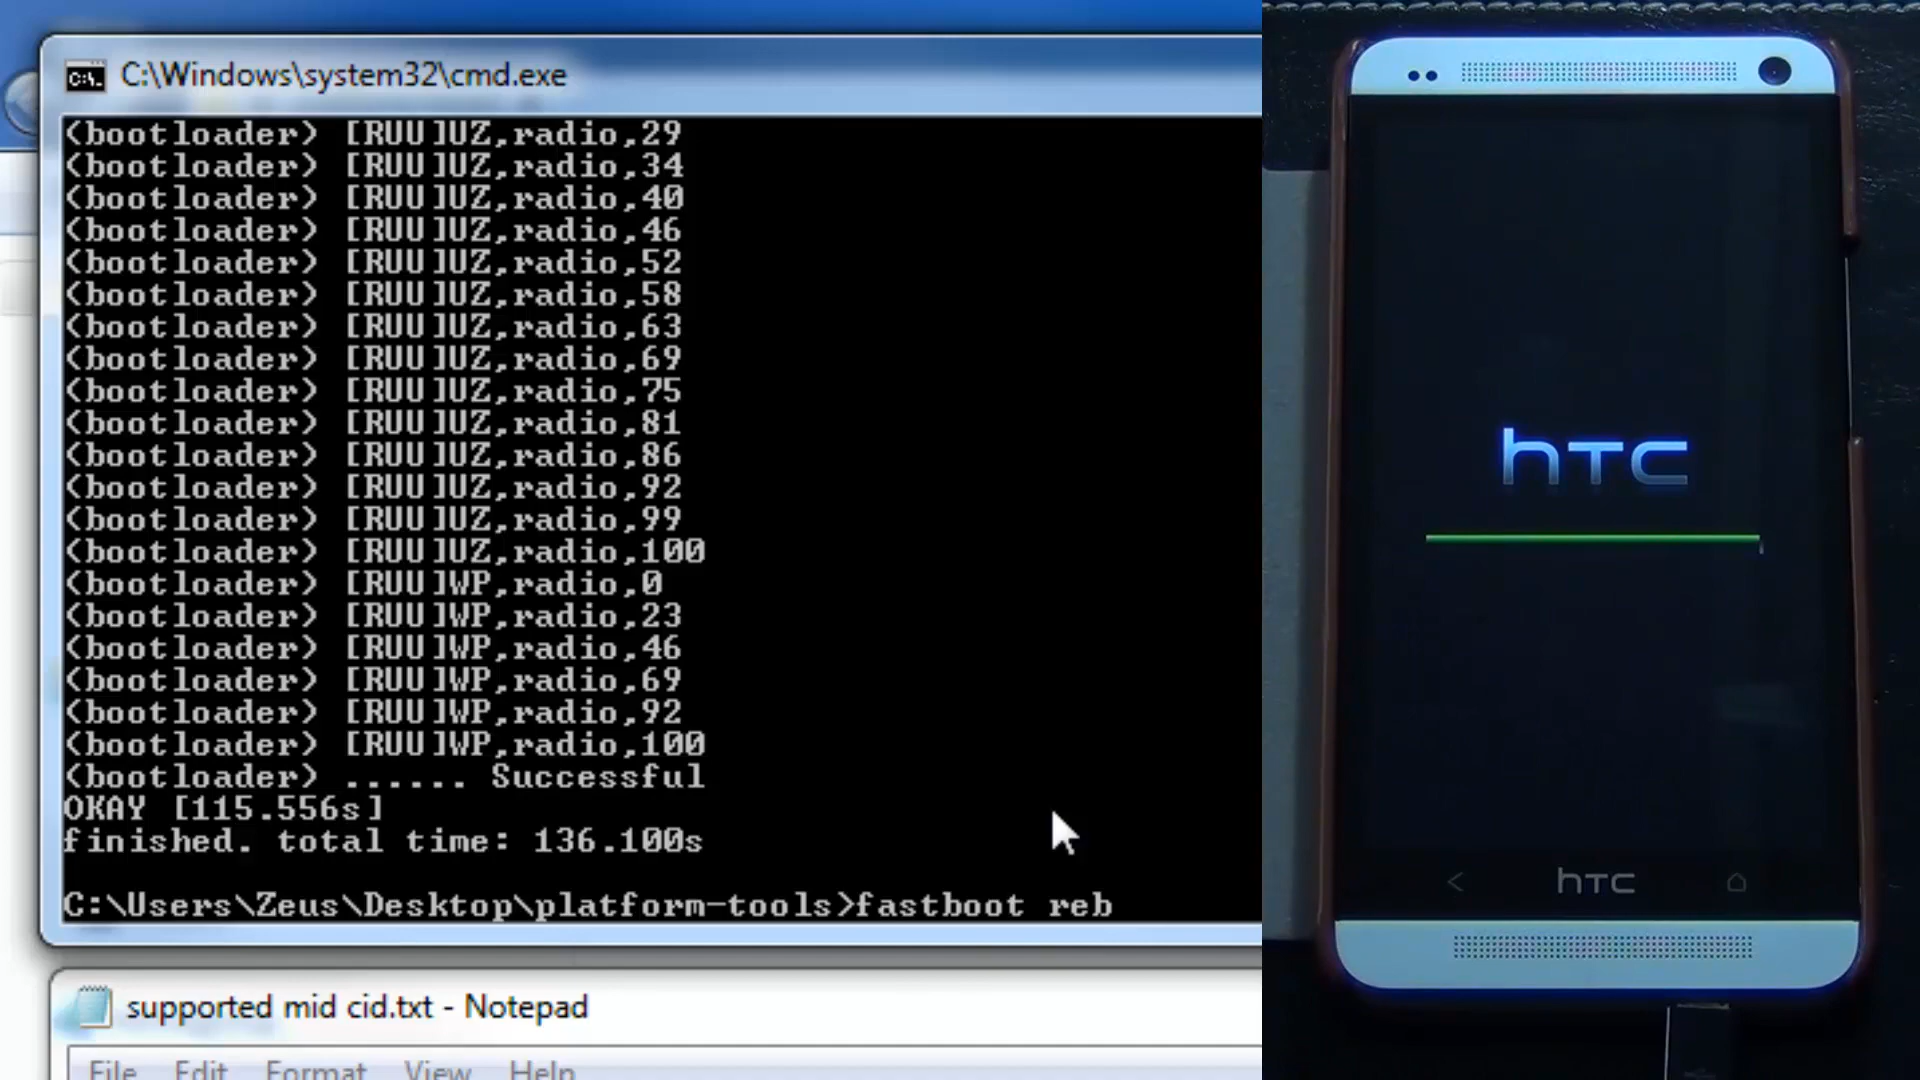 C:\Windows\system32\cmd.exe
(bootloader) [RUU]UZ,radio,29
(bootloader) [RUU]UZ,radio,34
(bootloader) [RUU]UZ,radio,40
(bootloader) [RUU]UZ,radio,46
(bootloader) [RUU]UZ,radio,52
(bootloader) [RUU]UZ,radio,58
(bootloader) [RUU]UZ,radio,63
(bootloader) [RUU]UZ,radio,69
(bootloader) [RUU]UZ,radio,75
(bootloader) [RUU]UZ,radio,81
(bootloader) [RUU]UZ,radio,86
(bootloader) [RUU]UZ,radio,92
(bootloader) [RUU]UZ,radio,99
(bootloader) [RUU]UZ,radio,100
(bootloader) [RUU]WP,radio,0
(bootloader) [RUU]WP,radio,23
(bootloader) [RUU]WP,radio,46
(bootloader) [RUU]WP,radio,69
(bootloader) [RUU]WP,radio,92
(bootloader) [RUU]WP,radio,100
(bootloader) ...... Successful
OKAY [115.556s]
finished. total time: 136.100s
C:\Users\Zeus\Desktop\platform-tools>fastboot reb
supported mid cid.txt - Notepad
File Edit Format View Help
hTC
hTC